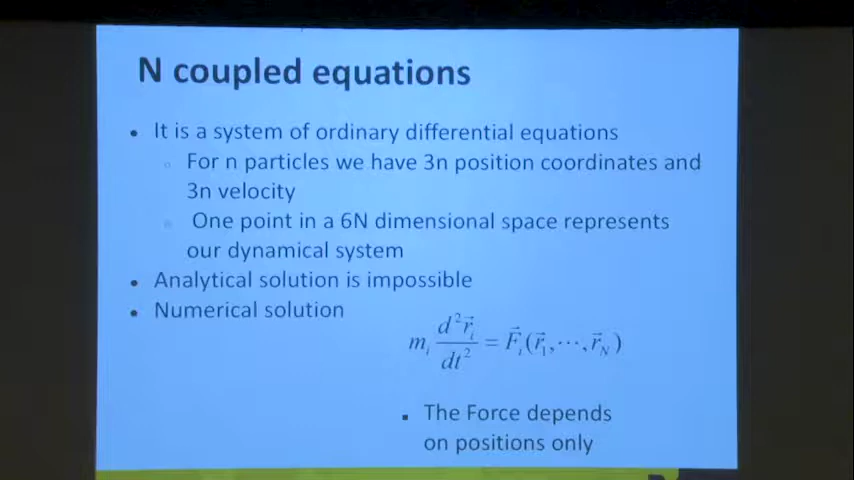 N coupled equations
• It is a system of ordinary differential equations
○ For n particles we have 3n position coordinates and
3n velocity
○ One point in a 6N dimensional space represents
our dynamical system
• Analytical solution is impossible
• Numerical solution
m_i d²r⃗_i / dt² = F⃗_i(r⃗_1, ⋯, r⃗_N)
▪ The Force depends
on positions only